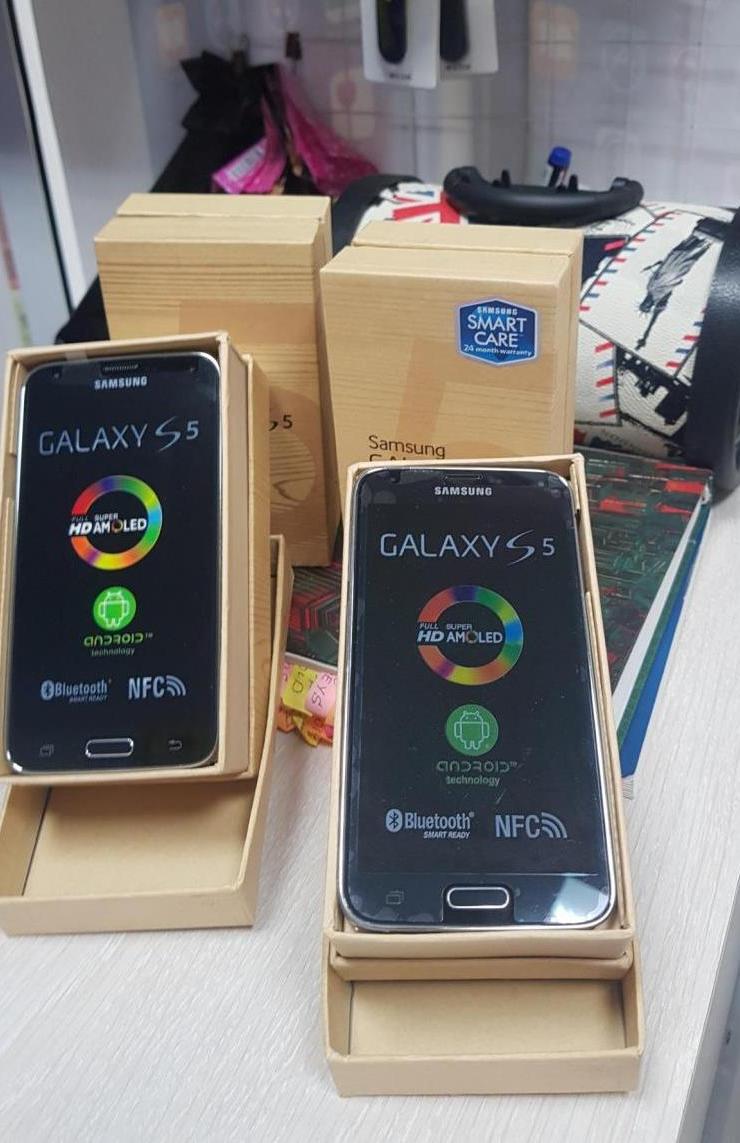 SAMSUNG
SMART
CARE
24 month warranty
S5
Samsung
SAMSUNG
GALAXY S5
FULL SUPER
HD AMOLED
ANDROID™
technology
Bluetooth®
SMART READY
NFC
SAMSUNG
GALAXY S5
FULL SUPER
HD AMOLED
ANDROID™
technology
Bluetooth®
SMART READY
NFC